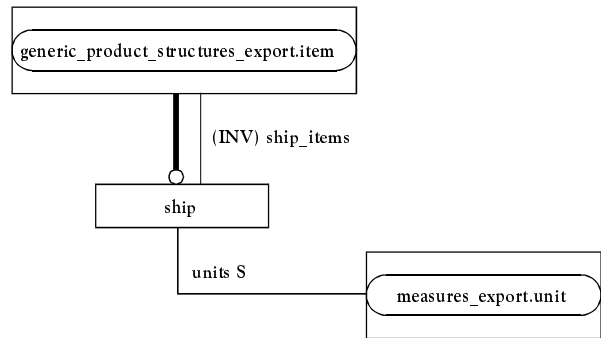 generic_product_structures_export.item
(INV) ship_items
ship
units S
measures_export.unit